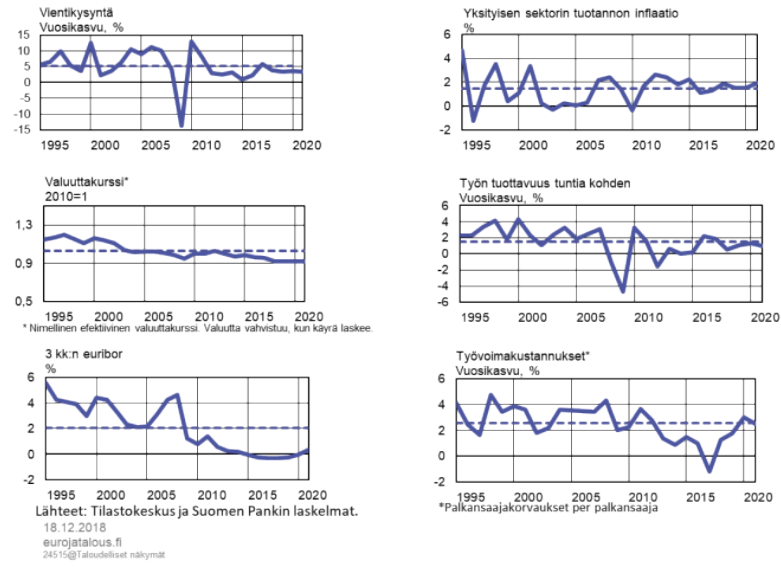 Vientikysyntä
Vuosikasvu, %
15
10
5
0
-5
-10
-15
1995 2000 2005 2010 2015 2020
Yksityisen sektorin tuotannon inflaatio
%
6
4
2
0
-2
1995 2000 2005 2010 2015 2020
Valuuttakurssi*
2010=1
1,3
0,9
0,5
1995 2000 2005 2010 2015 2020
* Nimellinen efektiivinen valuuttakurssi. Valuutta vahvistuu, kun käyrä laskee.
Työn tuottavuus tuntia kohden
Vuosikasvu, %
6
4
2
0
-2
-4
-6
1995 2000 2005 2010 2015 2020
3 kk:n euribor
%
6
4
2
0
-2
1995 2000 2005 2010 2015 2020
Työvoimakustannukset*
Vuosikasvu, %
6
4
2
0
-2
1995 2000 2005 2010 2015 2020
*Palkansaajakorvaukset per palkansaaja
Lähteet: Tilastokeskus ja Suomen Pankin laskelmat.
18.12.2018
eurojatalous.fi
24515@Taloudelliset näkymät